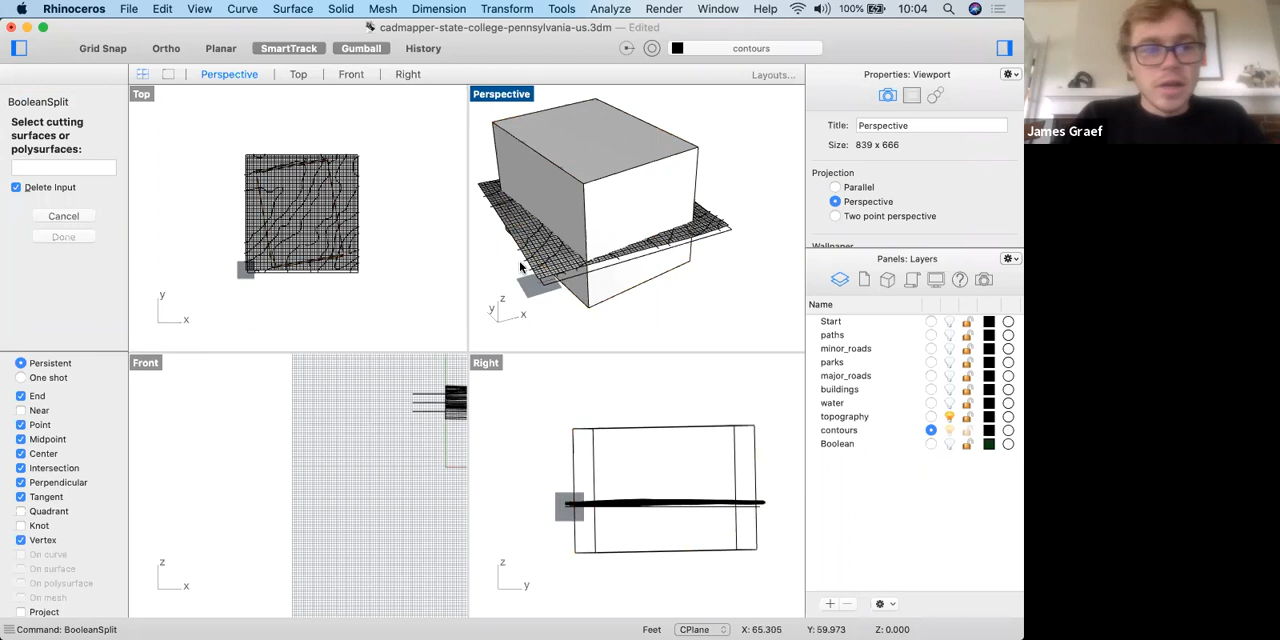 Rhinoceros File Edit View Curve Surface Solid Mesh Dimension Transform Tools Analyze Render Window Help 100% 10:04
cadmapper-state-college-pennsylvania-us.3dm — Edited
Grid Snap Ortho Planar SmartTrack Gumball History contours
Perspective Top Front Right Layouts...
BooleanSplit
Select cutting
surfaces or
polysurfaces:
Delete Input
Cancel
Done
Persistent
One shot
End
Near
Point
Midpoint
Center
Intersection
Perpendicular
Tangent
Quadrant
Knot
Vertex
On curve
On surface
On polysurface
On mesh
Project
Top
y
x
Perspective
z
y
x
Front
z
x
Right
z
y
Properties: Viewport
Title: Perspective
Size: 839 x 666
Projection
Parallel
Perspective
Two point perspective
Wallpaper
Panels: Layers
Name
Start
paths
minor_roads
parks
major_roads
buildings
water
topography
contours
Boolean
James Graef
Command: BooleanSplit Feet CPlane X: 65.305 Y: 59.973 Z: 0.000